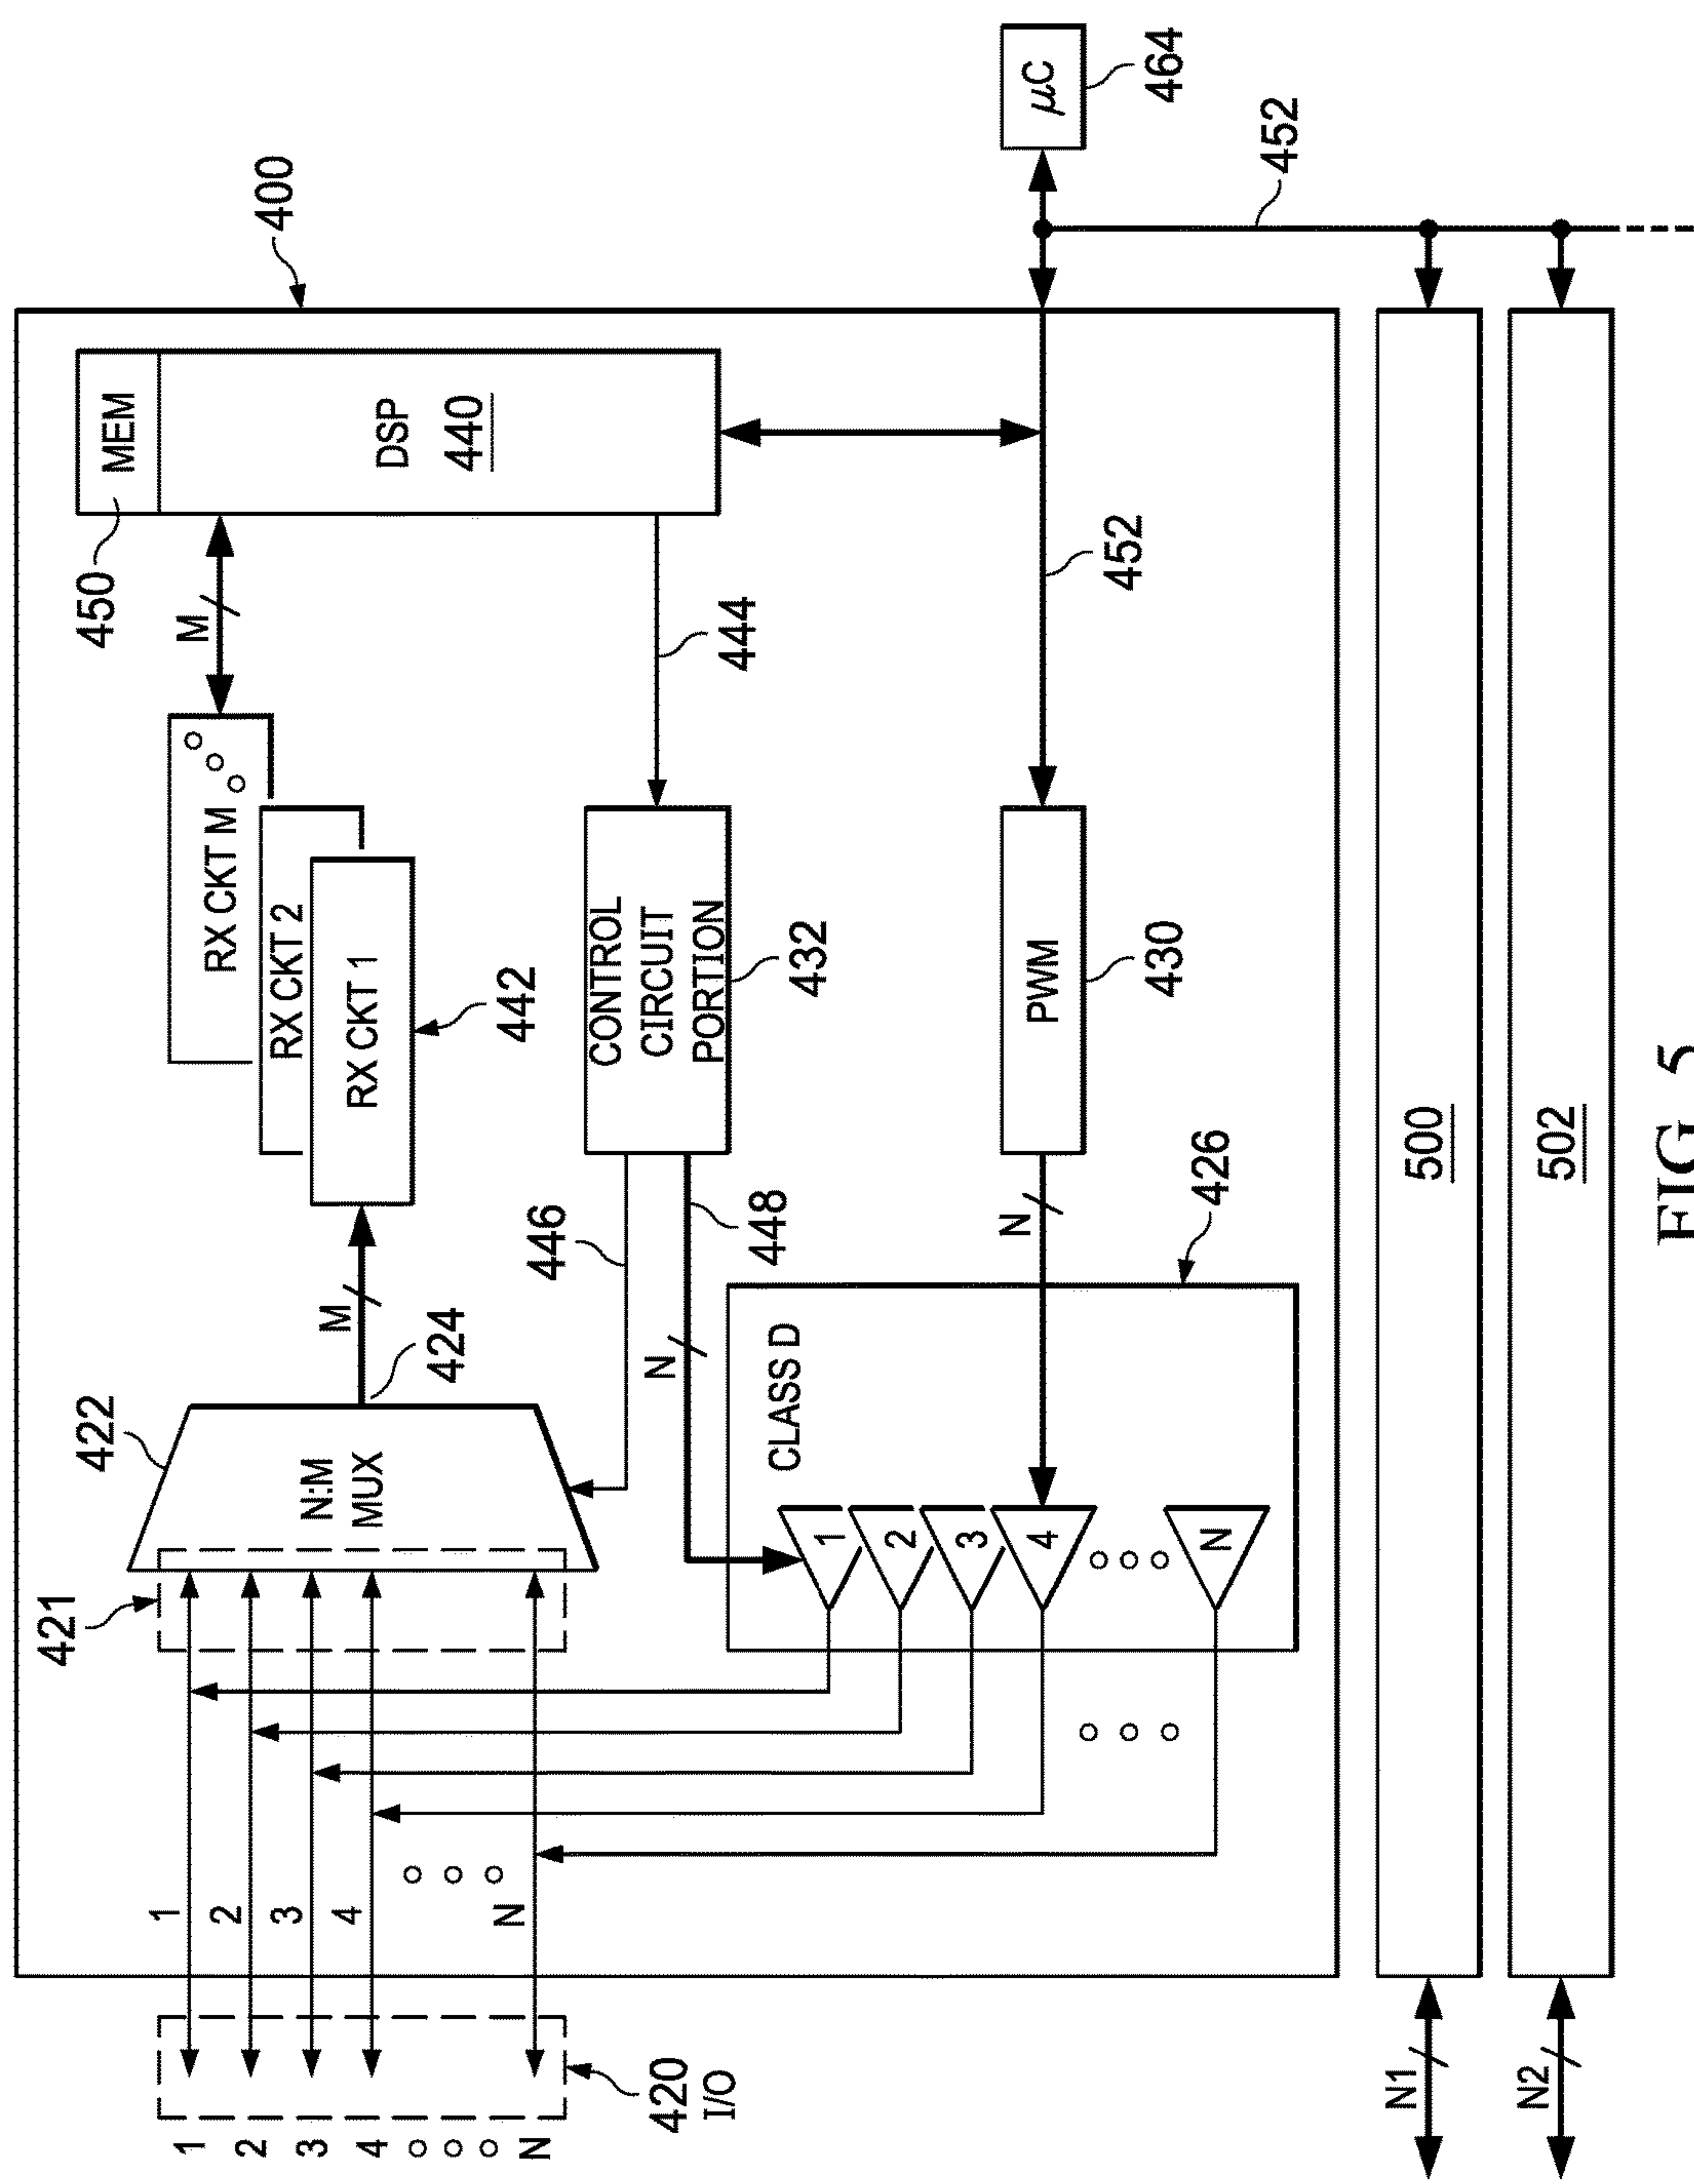 400
450
MEM
DSP
440
M
RX CKT M
RX CKT 2
RX CKT 1
442
M
424
422
N:M
MUX
421
1
2
3
4
N
1
2
3
4
N
420
I/O
444
CONTROL
CIRCUIT
PORTION
432
446
448
N
CLASS D
426
1
2
3
4
N
N
PWM
430
452
μC
464
452
500
N1
502
N2
FIG. 5